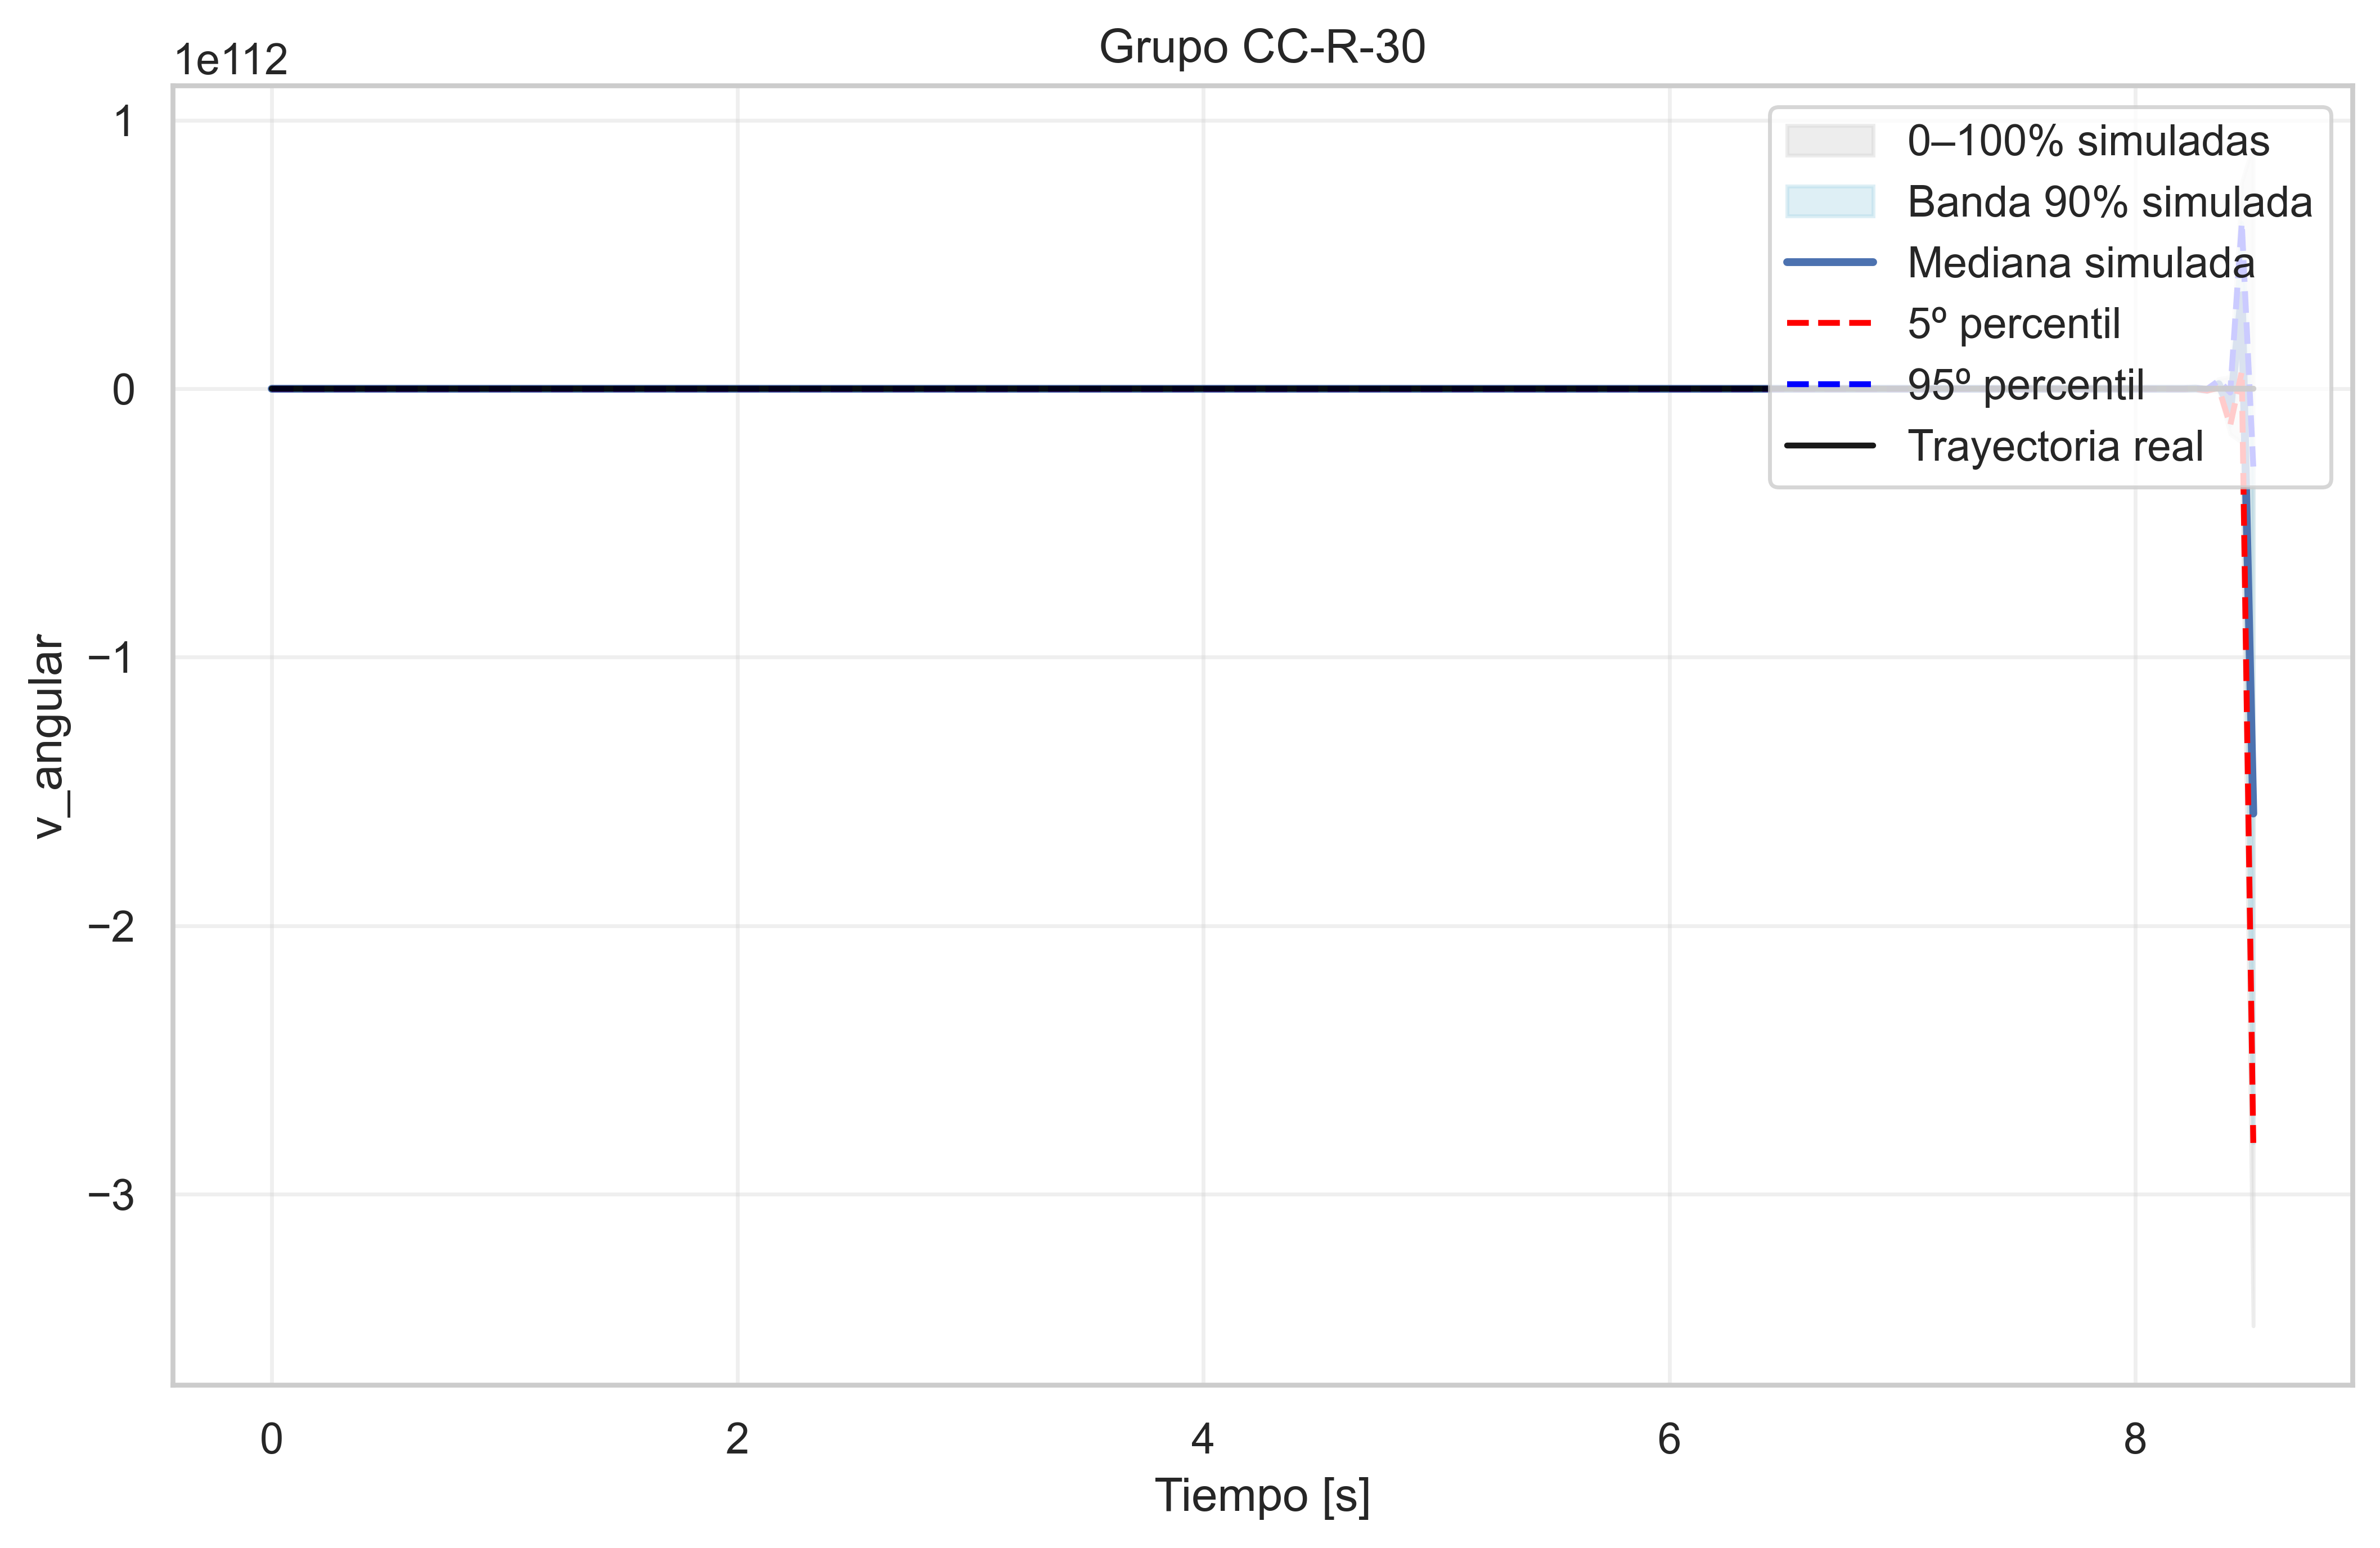 Grupo CC-R-30
1e112
1
0
−1
−2
−3
v_angular
0–100% simuladas
Banda 90% simulada
Mediana simulada
5º percentil
95º percentil
Trayectoria real
0 2 4 6 8
Tiempo [s]